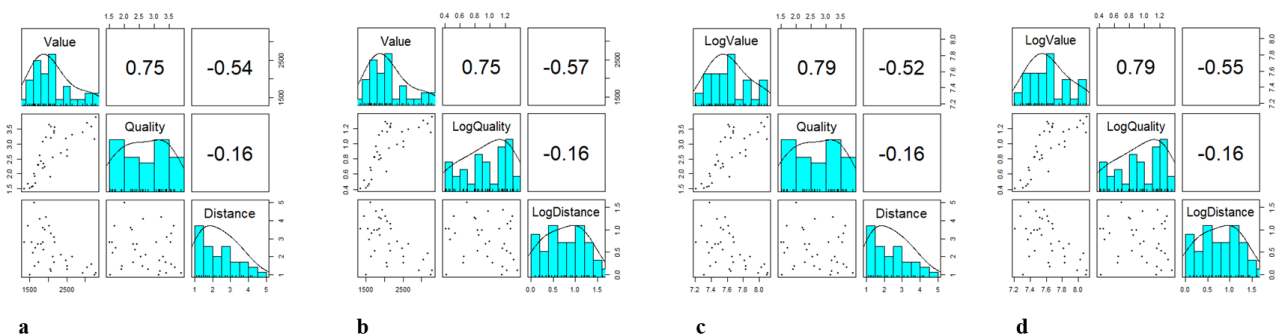 1.5 2.0 2.5 3.0 3.5
Value
0.75
-0.54
1500 2500
1.5 2.0 2.5 3.0 3.5
Quality
-0.16
Distance
1 2 3 4 5
1500 2500
1 2 3 4 5
a
0.4 0.6 0.8 1.0 1.2
Value
0.75
-0.57
1500 2500
0.4 0.6 0.8 1.0 1.2
LogQuality
-0.16
LogDistance
0.0 0.5 1.0 1.5
1500 2500
0.0 0.5 1.0 1.5
b
1.5 2.0 2.5 3.0 3.5
LogValue
0.79
-0.52
7.2 7.4 7.6 7.8 8.0
1.5 2.0 2.5 3.0 3.5
Quality
-0.16
Distance
1 2 3 4 5
7.2 7.4 7.6 7.8 8.0
1 2 3 4 5
c
0.4 0.6 0.8 1.0 1.2
LogValue
0.79
-0.55
7.2 7.4 7.6 7.8 8.0
0.4 0.6 0.8 1.0 1.2
LogQuality
-0.16
LogDistance
0.0 0.5 1.0 1.5
7.2 7.4 7.6 7.8 8.0
0.0 0.5 1.0 1.5
d